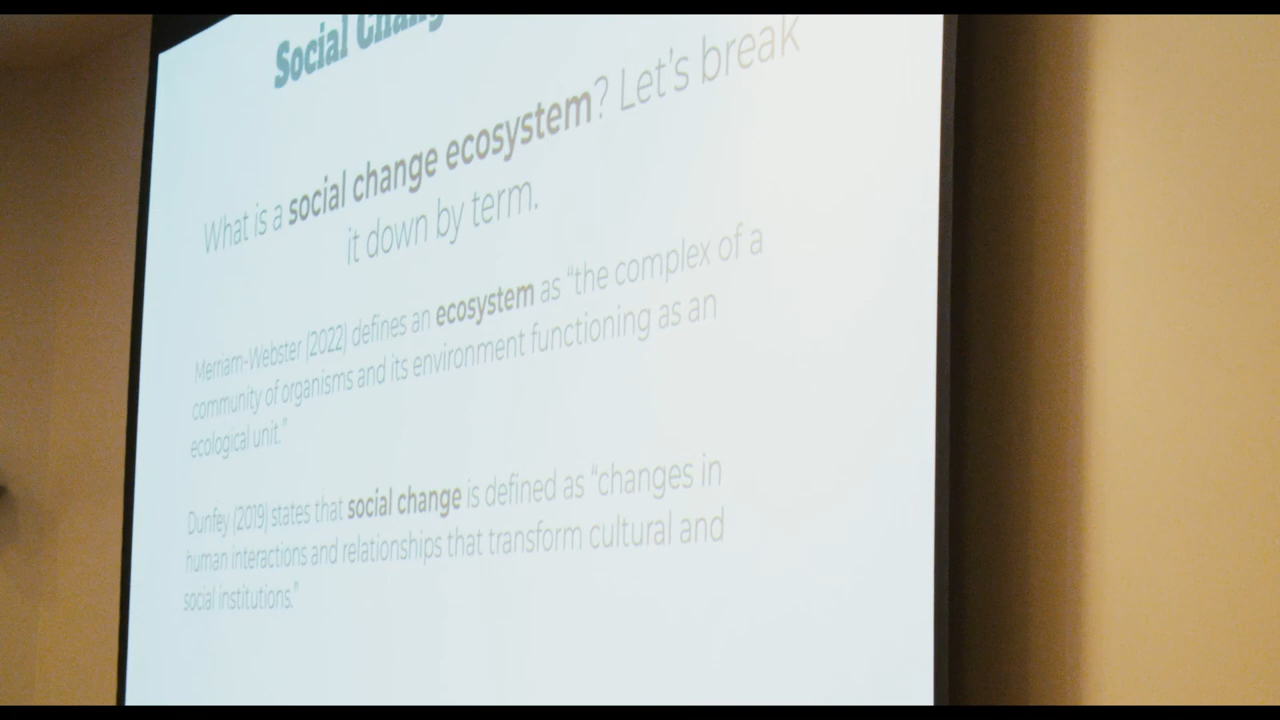 Social Chang
What is a social change ecosystem? Let's break
it down by term.
Merriam-Webster (2022) defines an ecosystem as “the complex of a
community of organisms and its environment functioning as an
ecological unit.”
Dunfey (2019) states that social change is defined as “changes in
human interactions and relationships that transform cultural and
social institutions.”